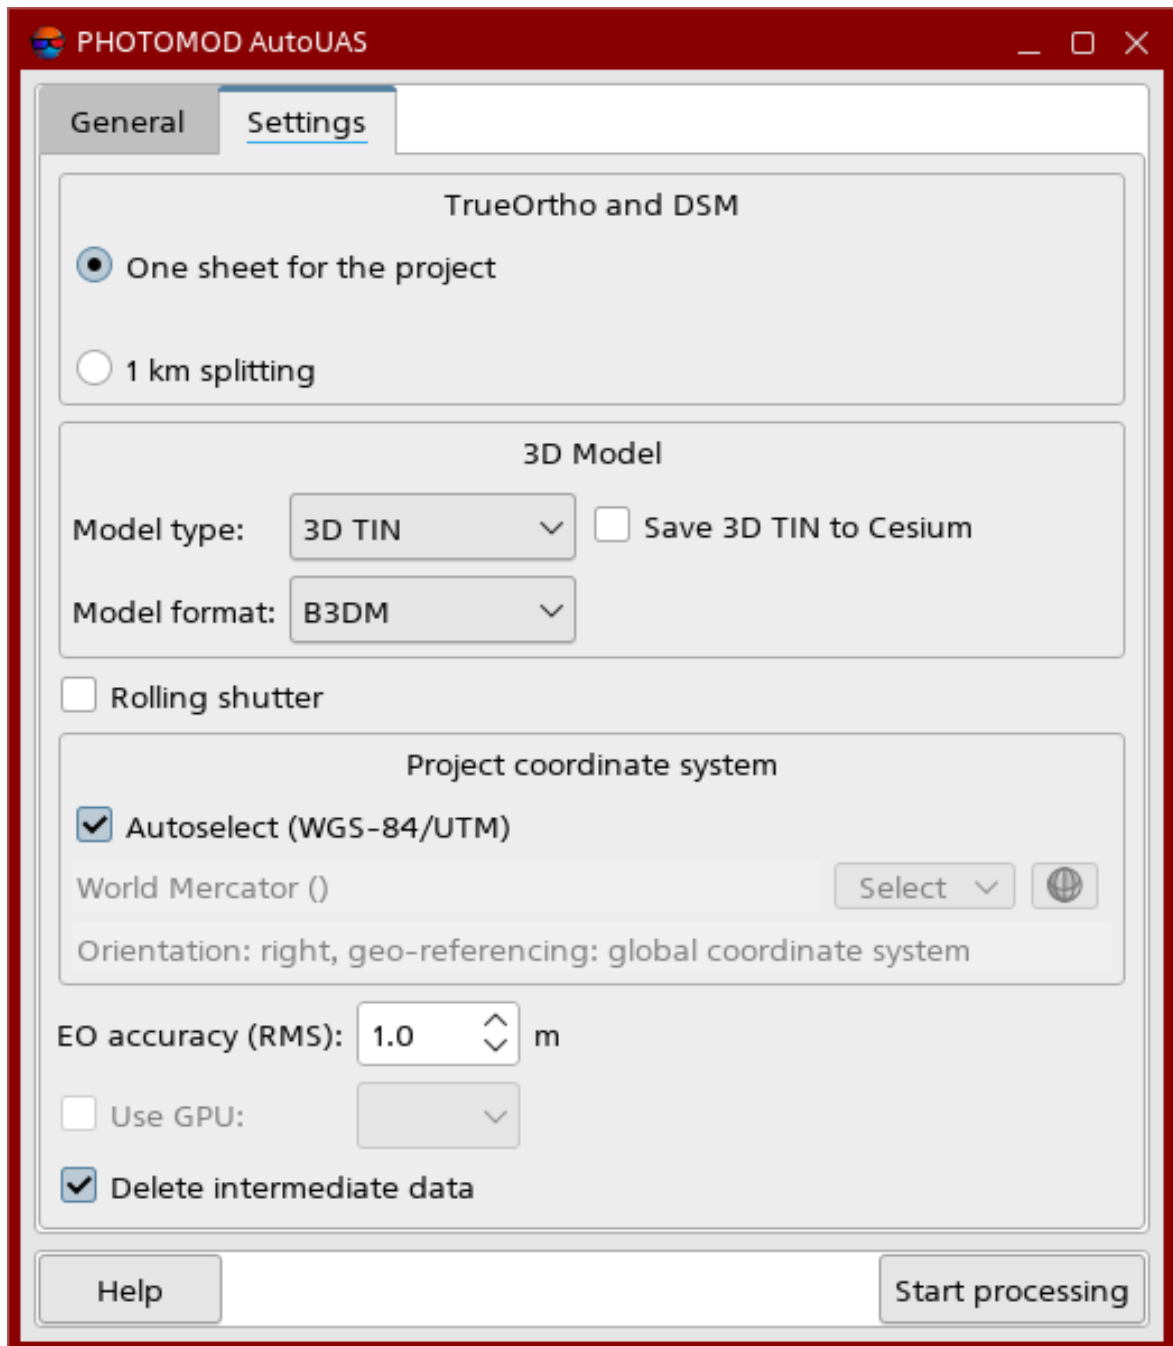 PHOTOMOD AutoUAS
General Settings
TrueOrtho and DSM
One sheet for the project
1 km splitting
3D Model
Model type: 3D TIN Save 3D TIN to Cesium
Model format: B3DM
Rolling shutter
Project coordinate system
Autoselect (WGS-84/UTM)
World Mercator () Select
Orientation: right, geo-referencing: global coordinate system
EO accuracy (RMS): 1.0 m
Use GPU:
Delete intermediate data
Help Start processing